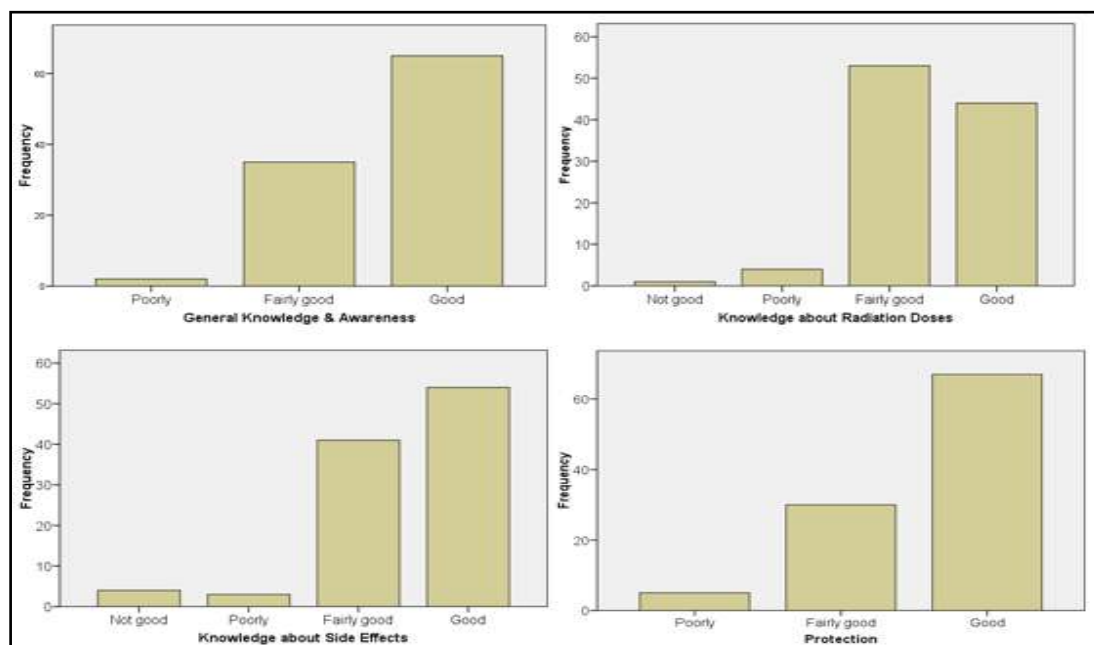 60
40
20
0
Frequency
Poorly Fairly good Good
General Knowledge & Awareness
60
50
40
30
20
10
0
Frequency
Not good Poorly Fairly good Good
Knowledge about Radiation Doses
60
50
40
30
20
10
0
Frequency
Not good Poorly Fairly good Good
Knowledge about Side Effects
60
40
20
0
Frequency
Poorly Fairly good Good
Protection